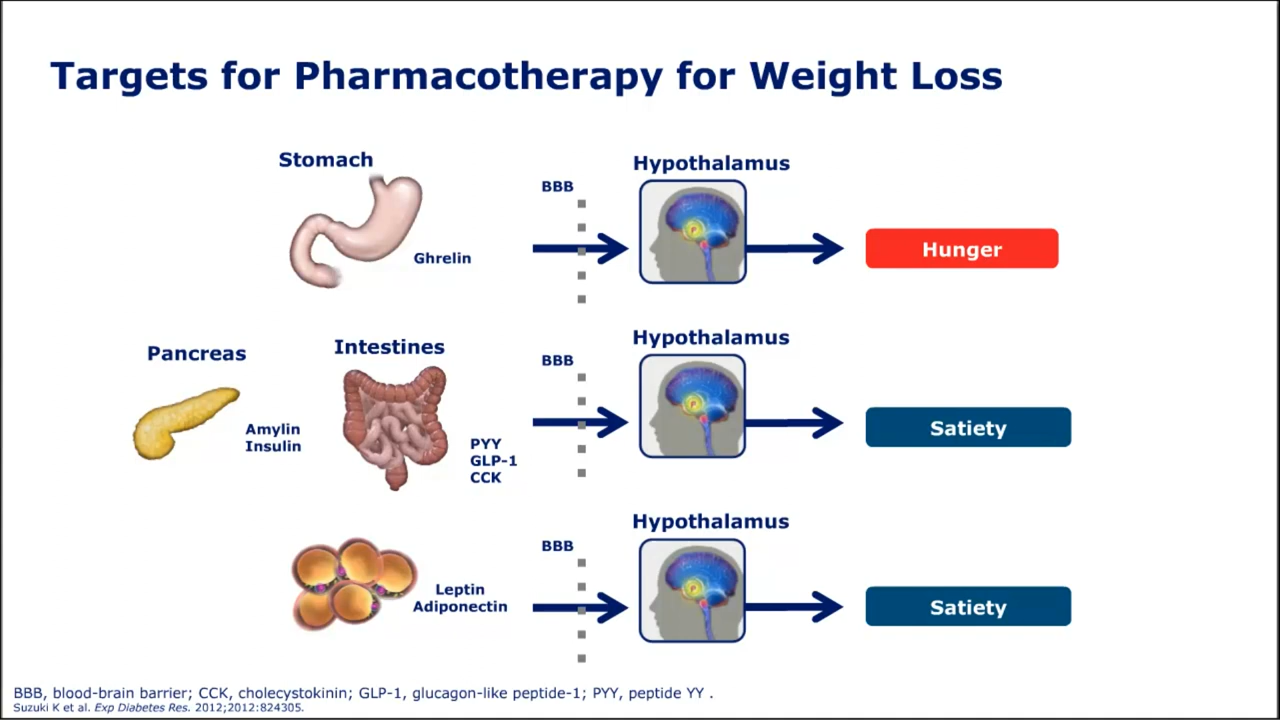 Targets for Pharmacotherapy for Weight Loss
Stomach
Ghrelin
BBB
Hypothalamus
Hunger
Pancreas
Amylin
Insulin
Intestines
PYY
GLP-1
CCK
BBB
Hypothalamus
Satiety
Leptin
Adiponectin
BBB
Hypothalamus
Satiety
BBB, blood-brain barrier; CCK, cholecystokinin; GLP-1, glucagon-like peptide-1; PYY, peptide YY .
Suzuki K et al. Exp Diabetes Res. 2012;2012:824305.